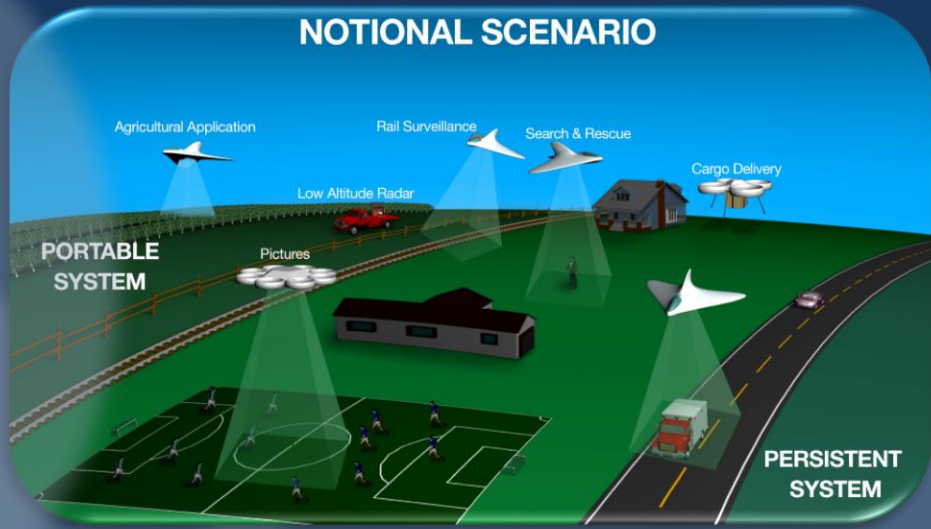 NOTIONAL SCENARIO
Agricultural Application
Rail Surveillance
Search & Rescue
Cargo Delivery
Low Altitude Radar
PORTABLE
SYSTEM
Pictures
PERSISTENT
SYSTEM